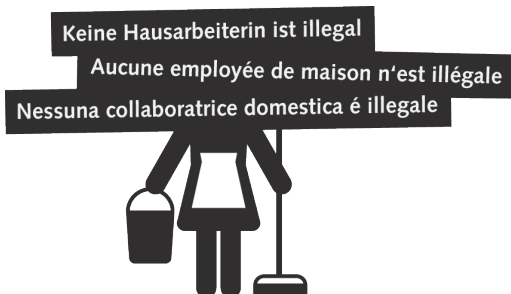 Keine Hausarbeiterin ist illegal
Aucune employée de maison n‘est illégale
Nessuna collaboratrice domestica é illegale